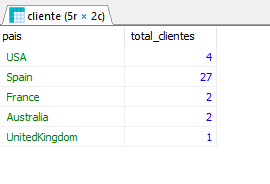 cliente (5r × 2c)
pais total_clientes
USA 4
Spain 27
France 2
Australia 2
UnitedKingdom 1